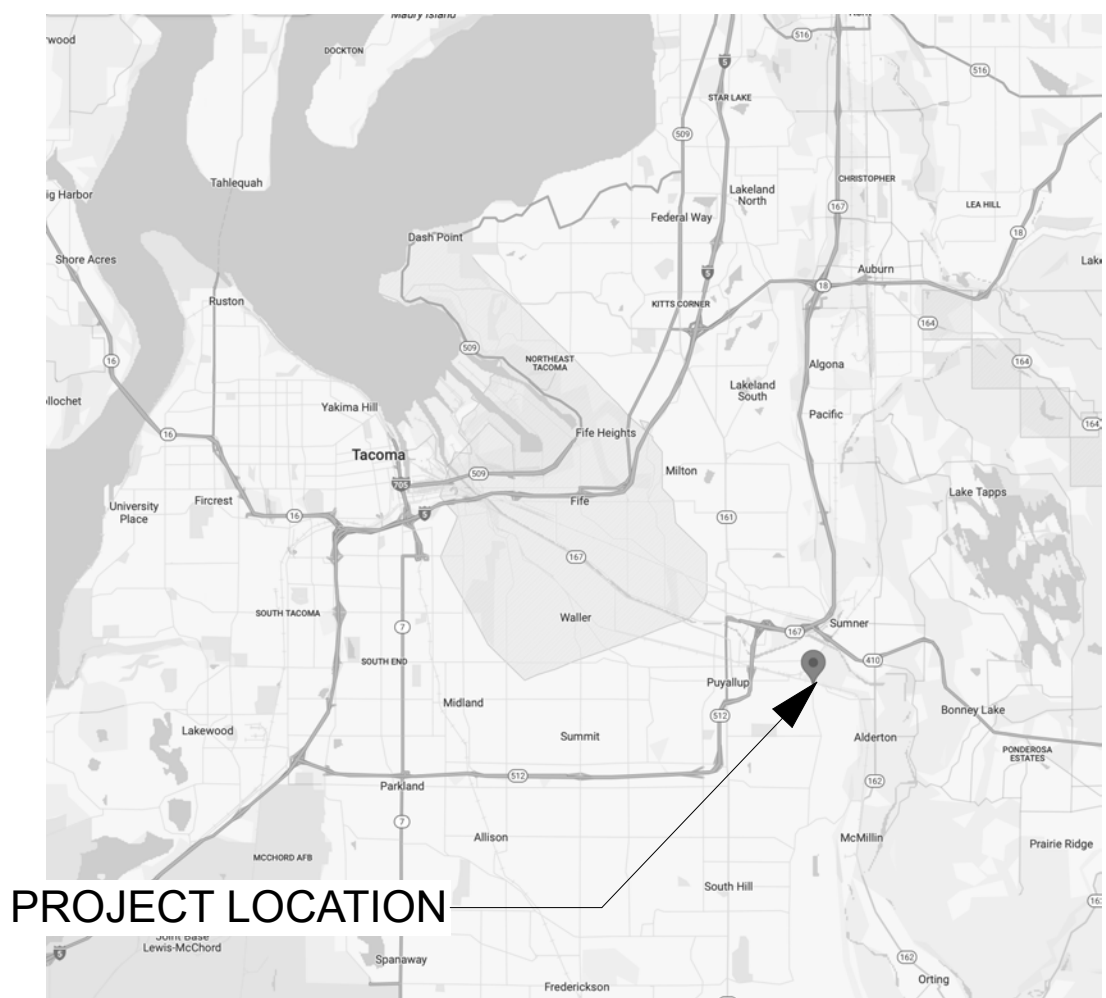 Maury Island
rwood
DOCKTON
516
5
516
STAR LAKE
509
Tahlequah
CHRISTOPHER
Lakeland
North
ig Harbor
167
LEA HILL
Federal Way
18
Dash Point
Shore Acres
5
Auburn
Lak
18
Ruston
KITTS CORNER
164
509
16
NORTHEAST
TACOMA
Algona
164
Lakeland
South
ollochet
Yakima Hill
Pacific
164
16
Fife Heights
Tacoma
509
Milton
705
Lake Tapps
University
Place
Fircrest
Fife
16
5
161
167
SOUTH TACOMA
Waller
7
167
Sumner
SOUTH END
410
Puyallup
Midland
512
Bonney Lake
Lakewood
Summit
Alderton
PONDEROSA
ESTATES
512
Parkland
162
7
Allison
McMillin
Prairie Ridge
MCCHORD AFB
South Hill
PROJECT LOCATION
Joint Base
Lewis-McChord
5
Spanaway
162
Orting
Frederickson